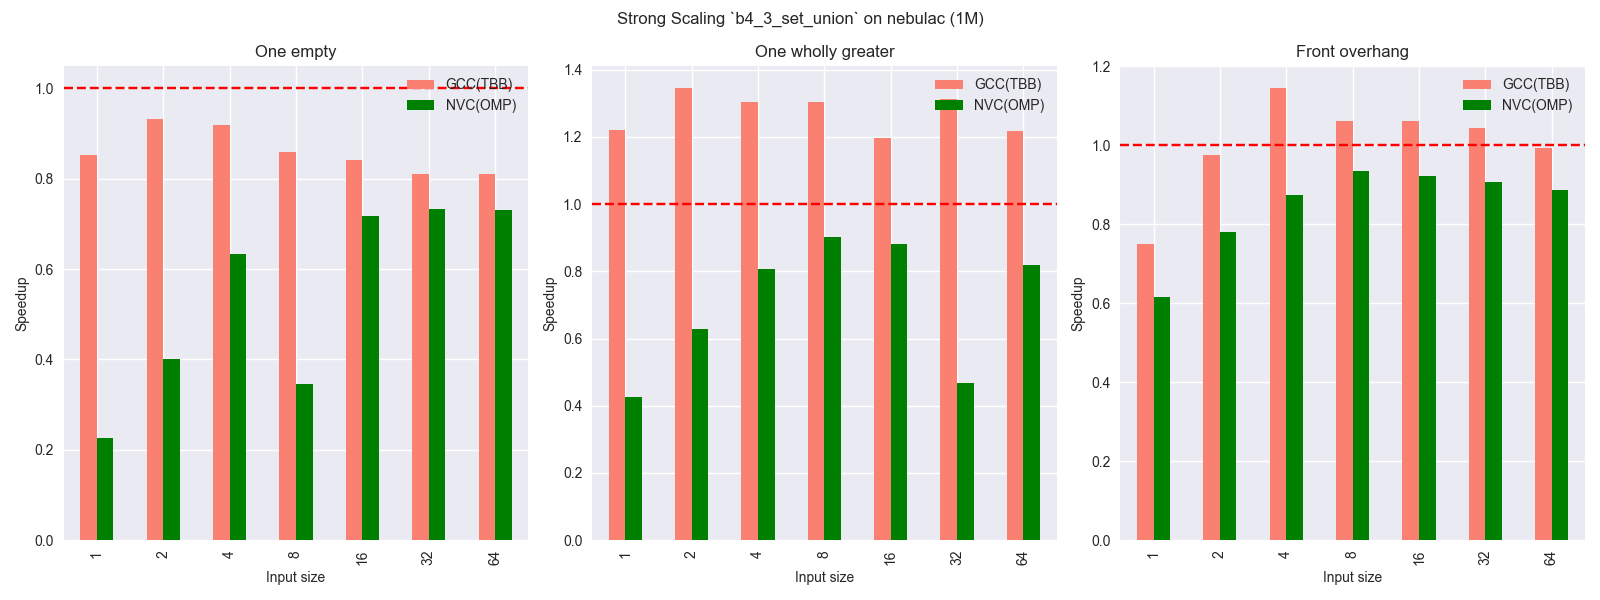 Strong Scaling `b4_3_set_union` on nebulac (1M)
One empty
GCC(TBB)
NVC(OMP)
1.0
0.8
0.6
0.4
0.2
0.0
Speedup
1 2 4 8 16 32 64
Input size
One wholly greater
GCC(TBB)
NVC(OMP)
1.4
1.2
1.0
0.8
0.6
0.4
0.2
0.0
Speedup
1 2 4 8 16 32 64
Input size
Front overhang
GCC(TBB)
NVC(OMP)
1.2
1.0
0.8
0.6
0.4
0.2
0.0
Speedup
1 2 4 8 16 32 64
Input size